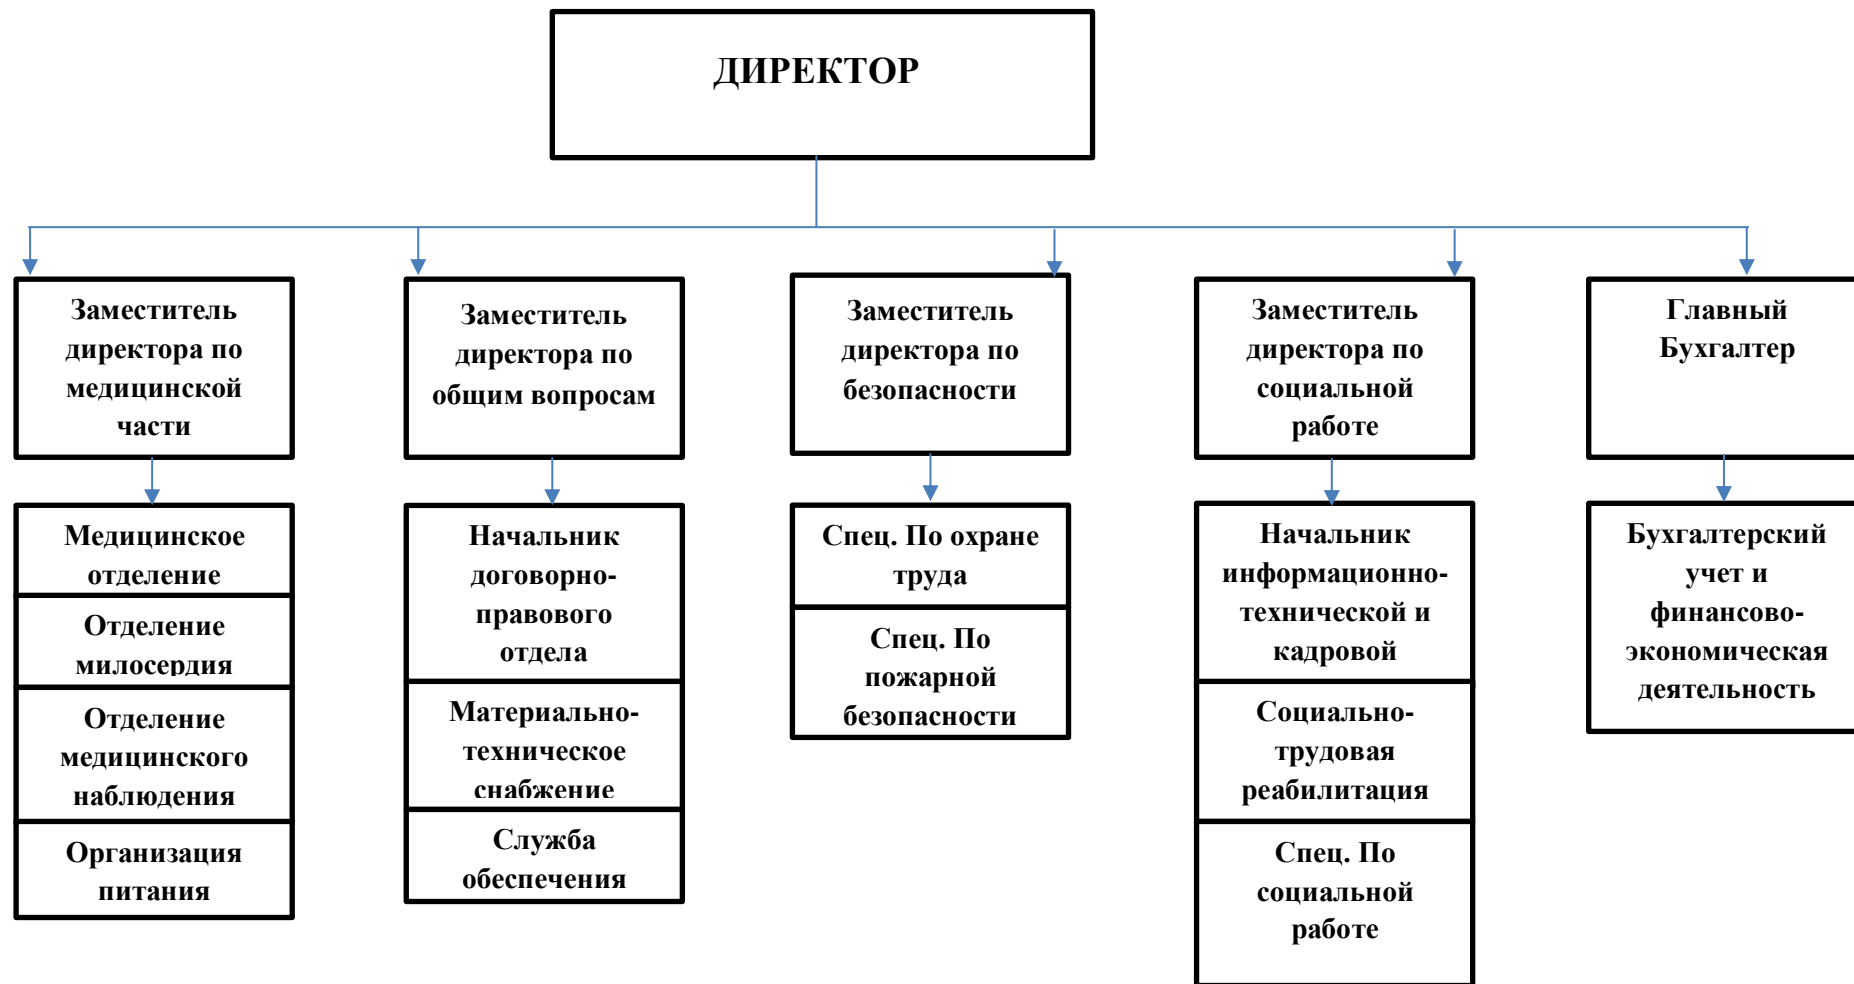 ДИРЕКТОР
Заместитель
директора по
медицинской
части
Заместитель
директора по
общим вопросам
Заместитель
директора по
безопасности
Заместитель
директора по
социальной
работе
Главный
Бухгалтер
Медицинское
отделение
Отделение
милосердия
Отделение
медицинского
наблюдения
Организация
питания
Начальник
договорно-
правового
отдела
Материально-
техническое
снабжение
Служба
обеспечения
Спец. По охране
труда
Спец. По
пожарной
безопасности
Начальник
информационно-
технической и
кадровой
Социально-
трудовая
реабилитация
Спец. По
социальной
работе
Бухгалтерский
учет и
финансово-
экономическая
деятельность